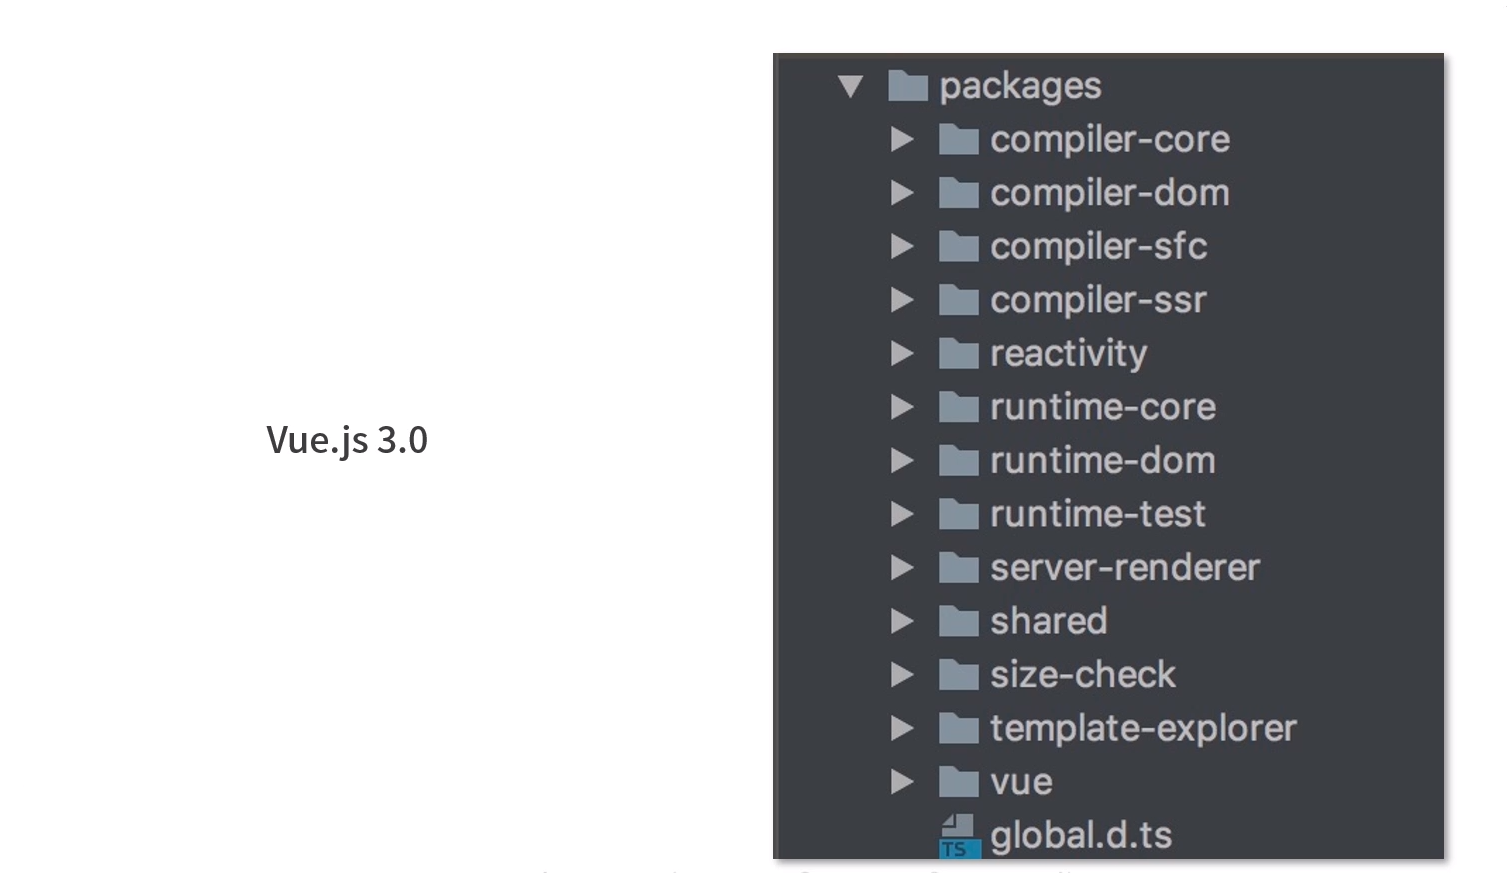 Vue.js 3.0
packages
compiler-core
compiler-dom
compiler-sfc
compiler-ssr
reactivity
runtime-core
runtime-dom
runtime-test
server-renderer
shared
size-check
template-explorer
vue
TS global.d.ts